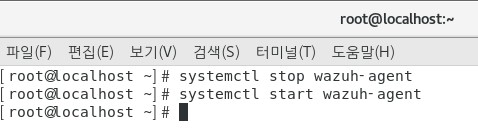 root@localhost:~
파일(F) 편집(E) 보기(V) 검색(S) 터미널(T) 도움말(H)
[root@localhost ~]# systemctl stop wazuh-agent
[root@localhost ~]# systemctl start wazuh-agent
[root@localhost ~]#